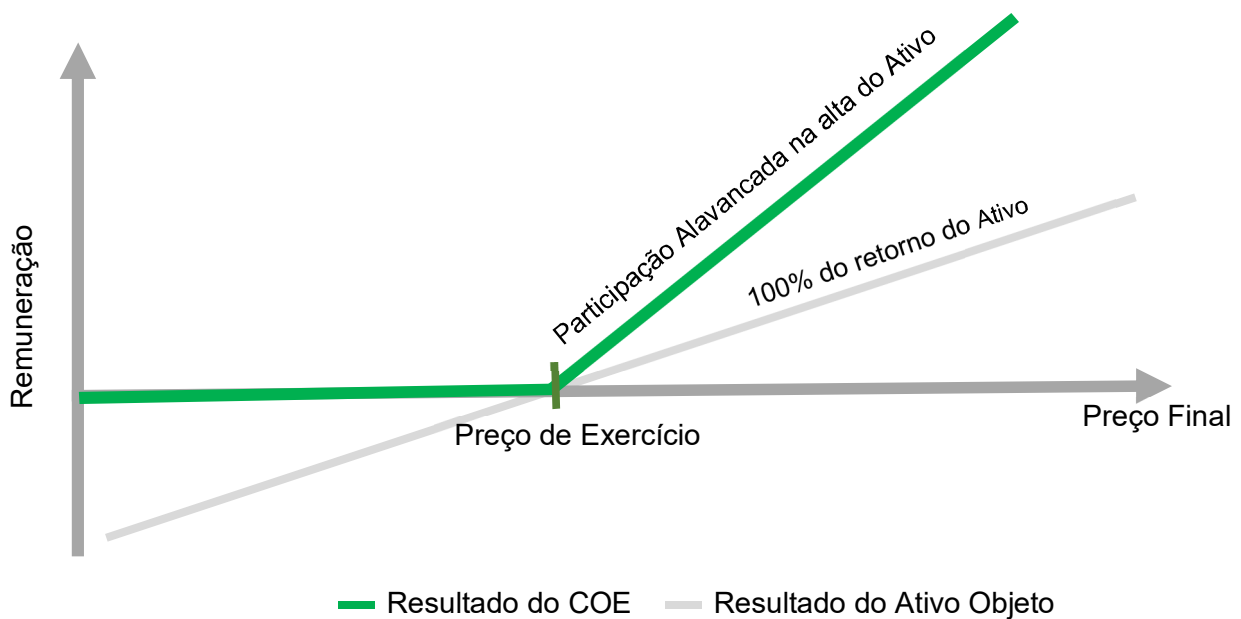 Participação Alavancada na alta do Ativo
100% do retorno do Ativo
Remuneração
Preço de Exercício
Preço Final
Resultado do COE
Resultado do Ativo Objeto